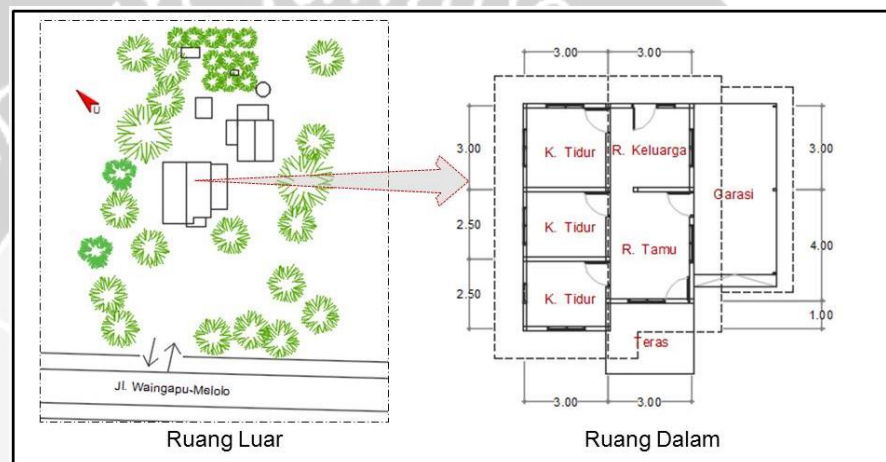 U
Jl. Waingapu-Melolo
Ruang Luar
3.00 3.00
3.00
2.50
2.50
K. Tidur
R. Keluarga
K. Tidur
R. Tamu
K. Tidur
Garasi
Teras
3.00
4.00
1.00
3.00 3.00
Ruang Dalam